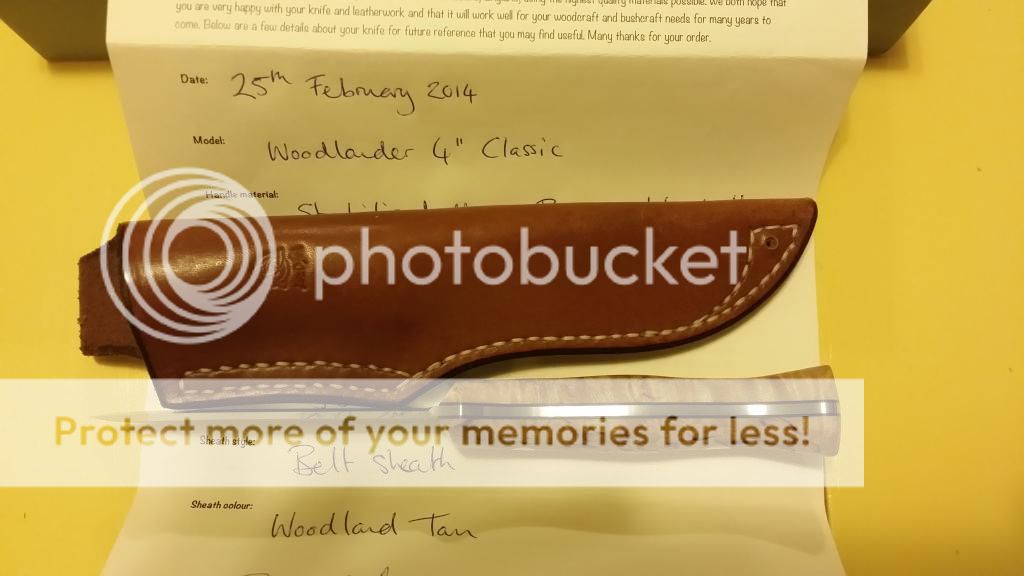 you are very happy with your knife and leatherwork and that it will work well for your woodcraft and bushcraft needs for many years to
come. Below are a few details about your knife for future reference that you may find useful. Many thanks for your order.
Date: 25th February 2014
Model: Woodlander 4" Classic
Handle material:
photobucket
Protect more of your memories for less!
Sheath style:
Belt sheath
Sheath colour:
Woodland Tan